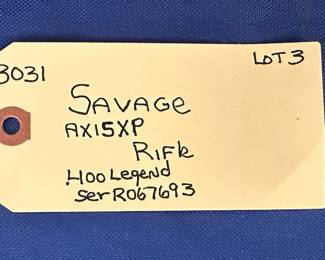 3031
LOT 3
SAVAGE
AXISXP
RIFle
.400 Legend
Ser R067693